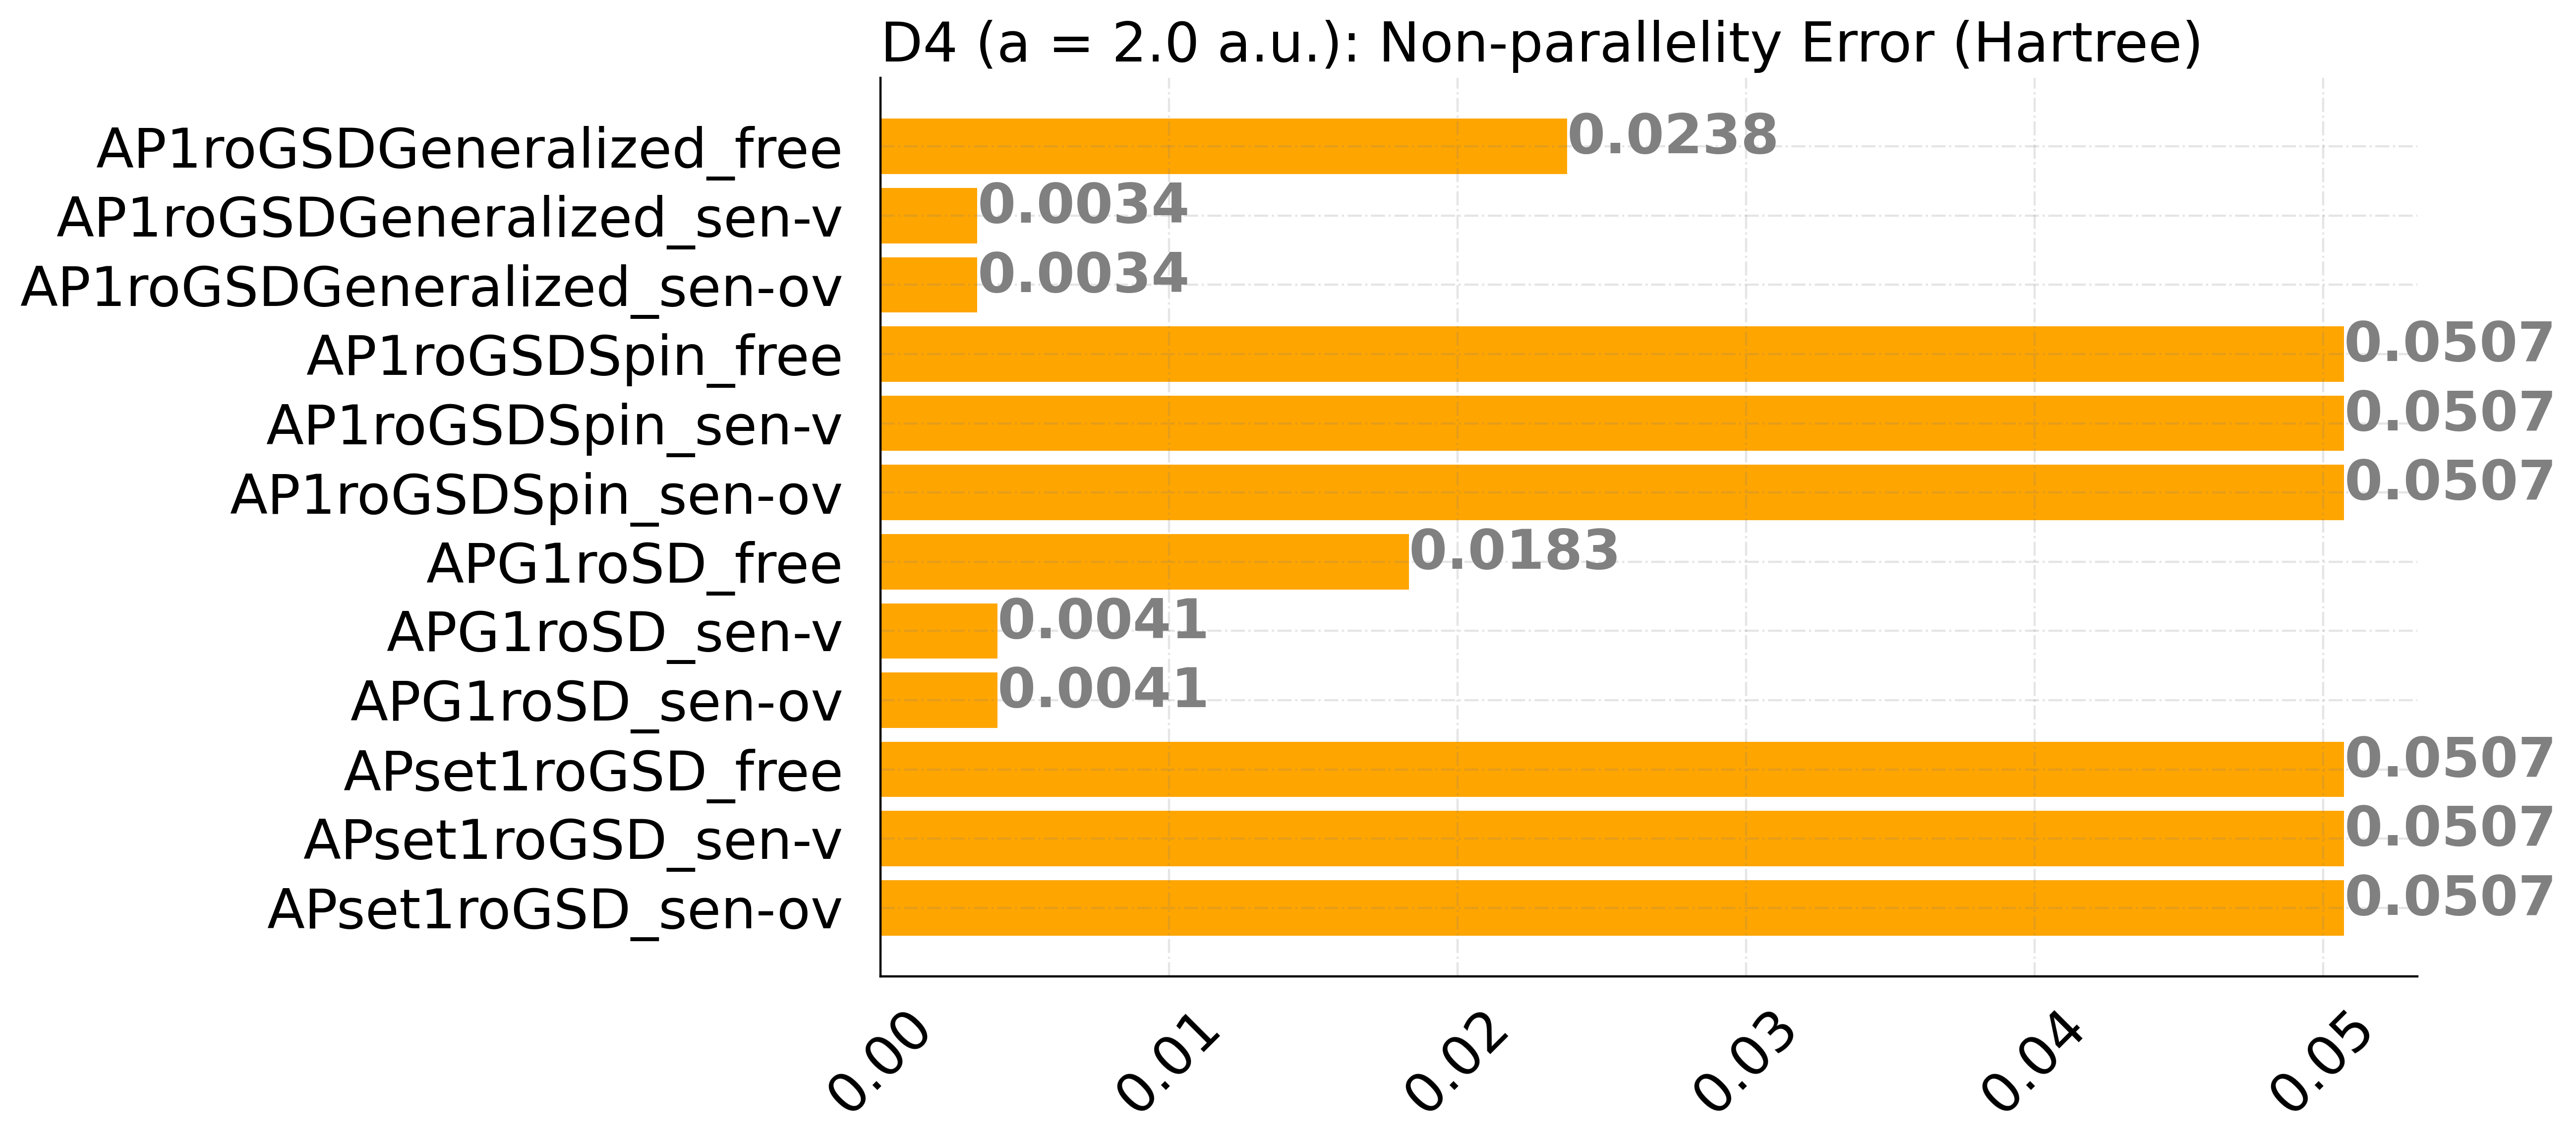 D4 (a = 2.0 a.u.): Non-parallelity Error (Hartree)
AP1roGSDGeneralized_free 0.0238
AP1roGSDGeneralized_sen-v 0.0034
AP1roGSDGeneralized_sen-ov 0.0034
AP1roGSDSpin_free 0.0507
AP1roGSDSpin_sen-v 0.0507
AP1roGSDSpin_sen-ov 0.0507
APG1roSD_free 0.0183
APG1roSD_sen-v 0.0041
APG1roSD_sen-ov 0.0041
APset1roGSD_free 0.0507
APset1roGSD_sen-v 0.0507
APset1roGSD_sen-ov 0.0507
0.00 0.01 0.02 0.03 0.04 0.05